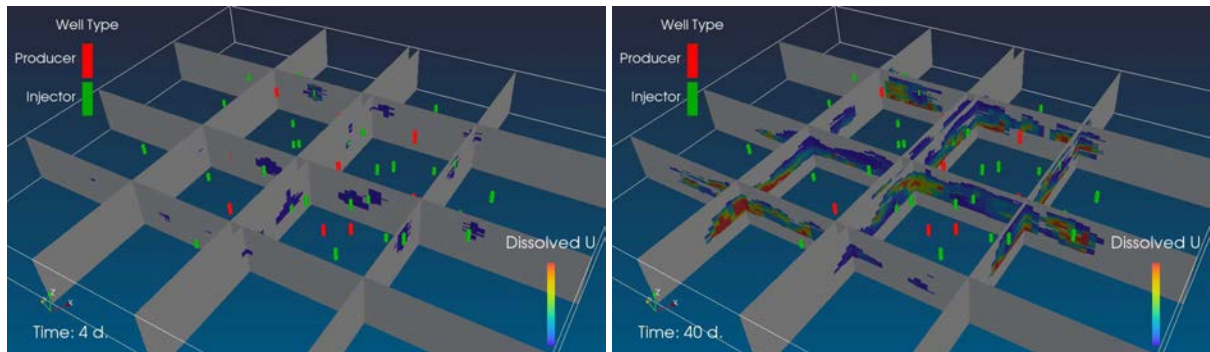 Well Type
Producer
Injector
Dissolved U
Z
X
Time: 4 d.
Well Type
Producer
Injector
Dissolved U
Z
X
Time: 40 d.